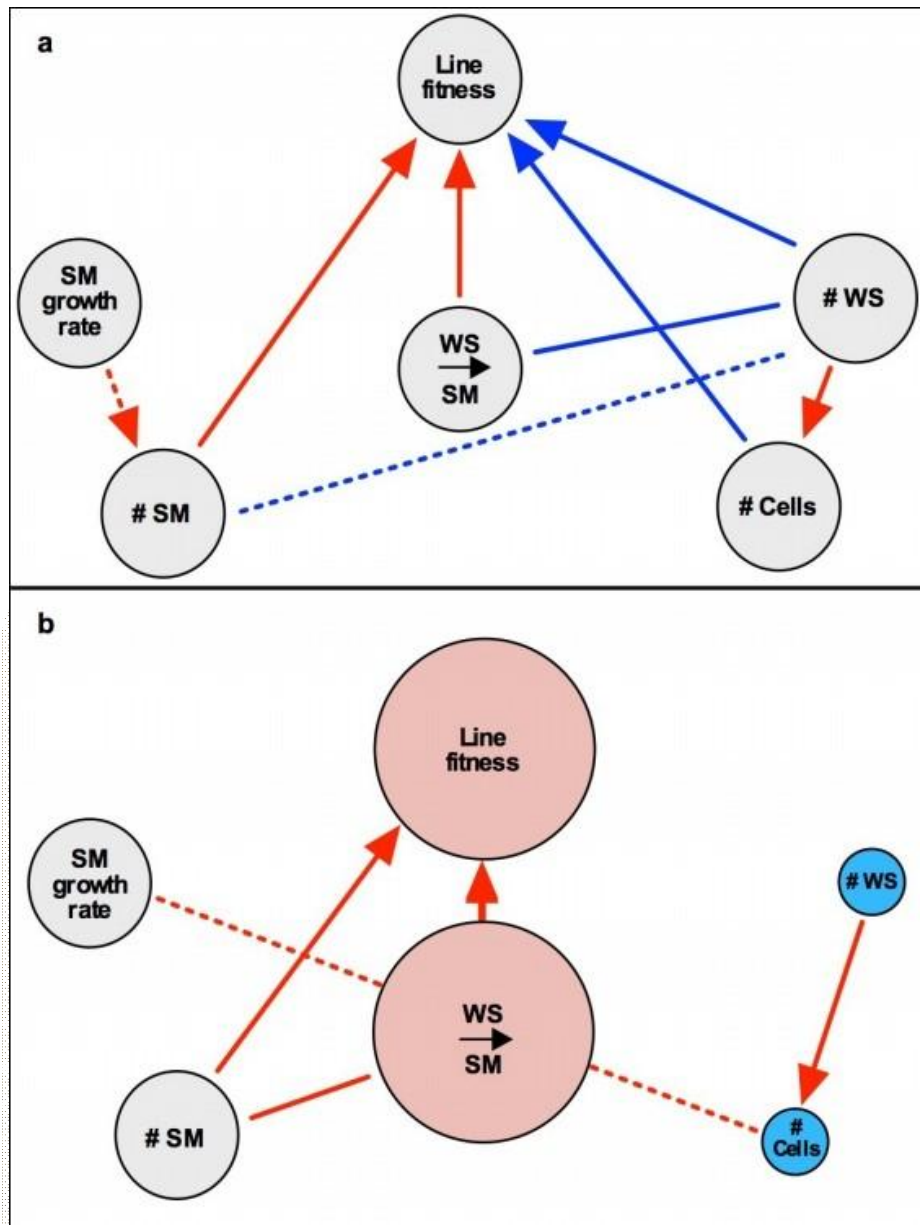 a
Line
fitness
SM
growth
rate
WS
SM
# WS
# SM
# Cells
b
Line
fitness
SM
growth
rate
# WS
WS
SM
# SM
#
Cells